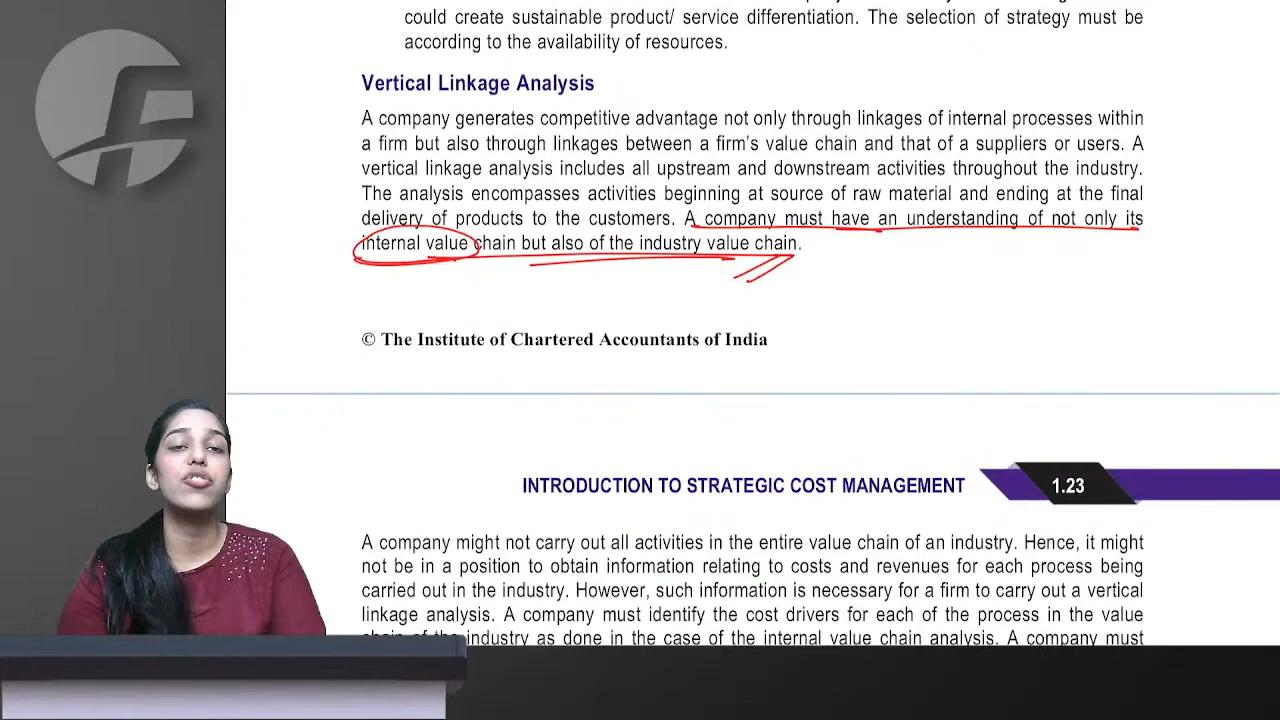 could create sustainable product/ service differentiation. The selection of strategy must be
according to the availability of resources.
Vertical Linkage Analysis
A company generates competitive advantage not only through linkages of internal processes within
a firm but also through linkages between a firm's value chain and that of a suppliers or users. A
vertical linkage analysis includes all upstream and downstream activities throughout the industry.
The analysis encompasses activities beginning at source of raw material and ending at the final
delivery of products to the customers. A company must have an understanding of not only its
internal value chain but also of the industry value chain.
© The Institute of Chartered Accountants of India
INTRODUCTION TO STRATEGIC COST MANAGEMENT 1.23
A company might not carry out all activities in the entire value chain of an industry. Hence, it might
not be in a position to obtain information relating to costs and revenues for each process being
carried out in the industry. However, such information is necessary for a firm to carry out a vertical
linkage analysis. A company must identify the cost drivers for each of the process in the value
chain of the industry as done in the case of the internal value chain analysis. A company must